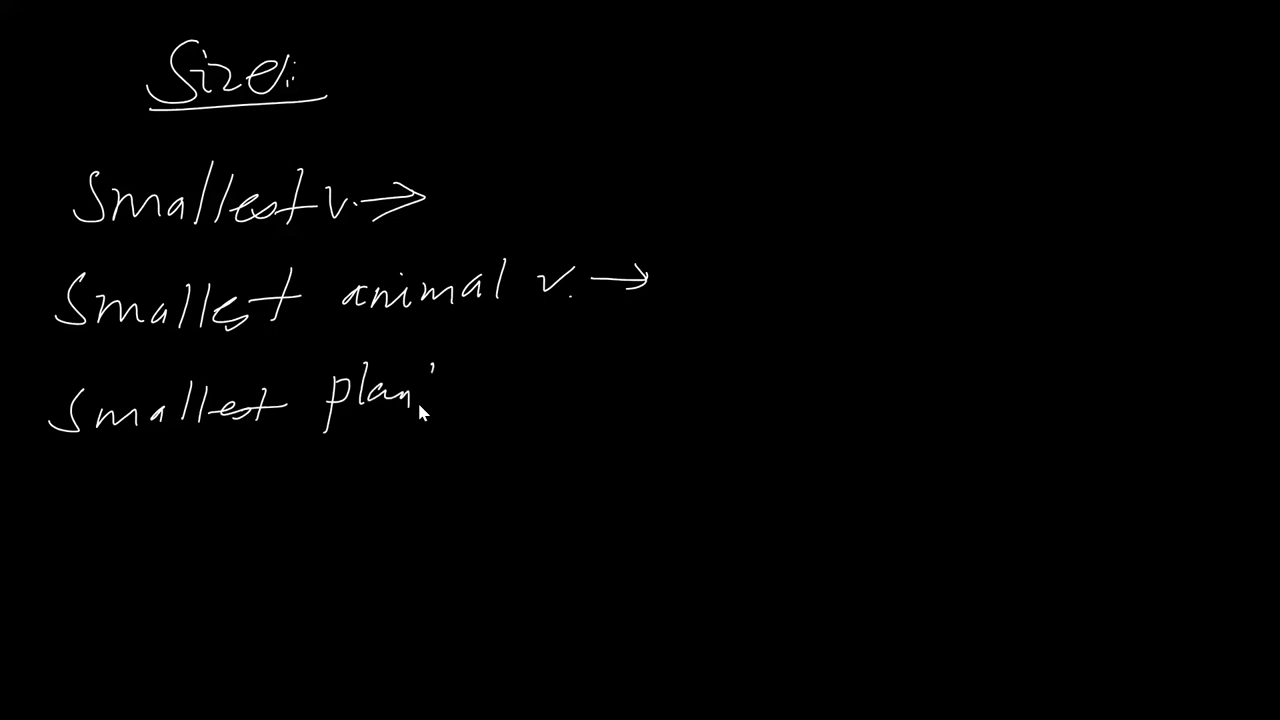 Size:
Smallest v. →
Smallest animal v. →
Smallest plan